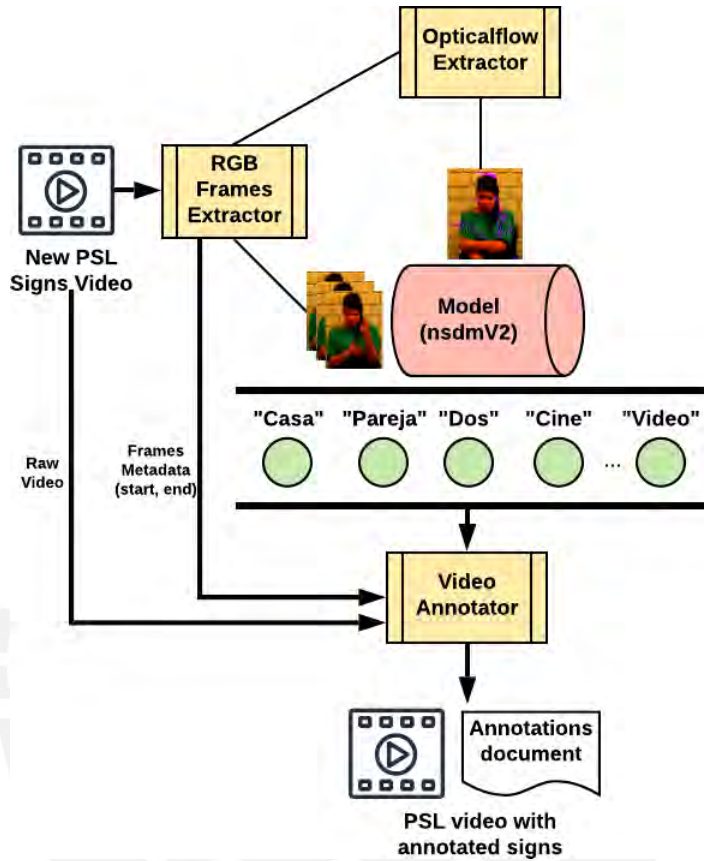 Opticalflow
Extractor
RGB
Frames
Extractor
New PSL
Signs Video
Model
(nsdmV2)
"Casa" "Pareja" "Dos" "Cine" "Video"
...
Raw
Video
Frames
Metadata
(start, end)
Video
Annotator
Annotations
document
PSL video with
annotated signs